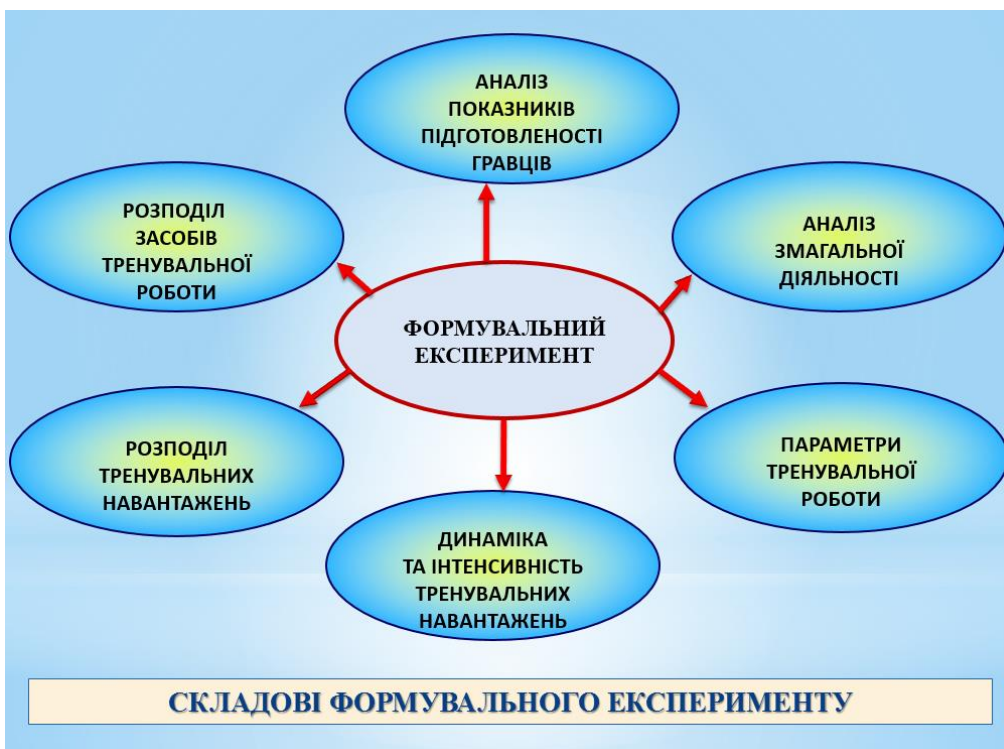 АНАЛІЗ
ПОКАЗНИКІВ
ПІДГОТОВЛЕНОСТІ
ГРАВЦІВ
РОЗПОДІЛ
ЗАСОБІВ
ТРЕНУВАЛЬНОЇ
РОБОТИ
АНАЛІЗ
ЗМАГАЛЬНОЇ
ДІЯЛЬНОСТІ
ФОРМУВАЛЬНИЙ
ЕКСПЕРИМЕНТ
РОЗПОДІЛ
ТРЕНУВАЛЬНИХ
НАВАНТАЖЕНЬ
ПАРАМЕТРИ
ТРЕНУВАЛЬНОЇ
РОБОТИ
ДИНАМІКА
ТА ІНТЕНСИВНІСТЬ
ТРЕНУВАЛЬНИХ
НАВАНТАЖЕНЬ
СКЛАДОВІ ФОРМУВАЛЬНОГО ЕКСПЕРИМЕНТУ